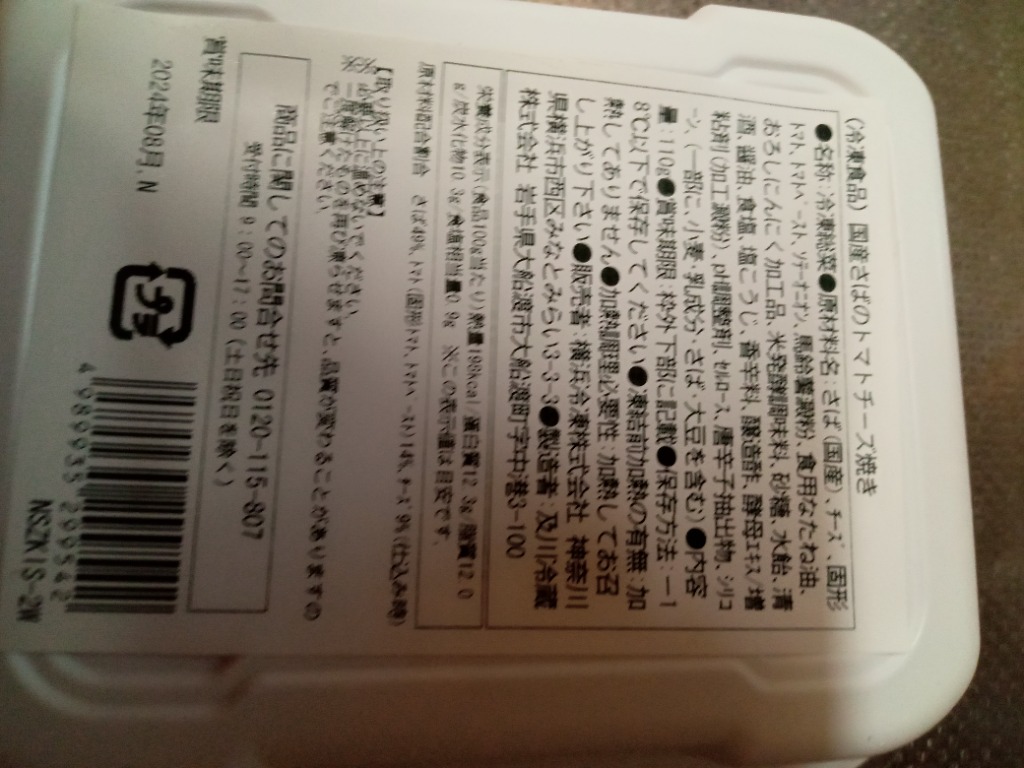 (冷凍食品) 国産さばのトマトチーズ焼き
●名称:冷凍総菜●原材料名:さば(国産)、チーズ、固形
トマト、トマトペースト、ソテーオニオン、馬鈴薯澱粉、食用なたね油、
おろしにんにく加工品、米発酵調味料、砂糖、水飴、清
酒、醤油、食塩、塩こうじ、香辛料、醸造酢、酵母エキス/増
粘剤(加工澱粉)、pH調整剤、セルロース、唐辛子抽出物、シリコ
ーン、(一部に小麦・乳成分・さば・大豆を含む)●内容
量:110g●賞味期限:枠外下部に記載●保存方法:-1
8℃以下で保存してください●凍結前加熱の有無:加
熱してありません●加熱調理必要性:加熱してお召
し上がり下さい●販売者:横浜冷凍株式会社 神奈川
県横浜市西区みなとみらい3-3-3●製造者:及川冷蔵
株式会社 岩手県大船渡市大船渡町字中港3-100
栄養成分表示(食品100g当たり)熱量198kcal/蛋白質12.3g/脂質12.0
g/炭水化物10.3g/食塩相当量0.9g ※この表示値は目安です。
原材料配合割合 さば49%、トマト(固形トマト、トマトペースト)14%、チーズ9%(仕込み時)
【取り扱い上の注意】
※必要以上に温めないでください。
※一度解けたものを再び凍らせますと、品質が変わることが承りますの
でご注意ください。
商品に関してのお問合せ先 0120-115-807
受付時間 9:00~17:00 (土日祝日を除く)
賞味期限
2024年08月.N
プラ
4 989935 299542
NSZK1S-2W